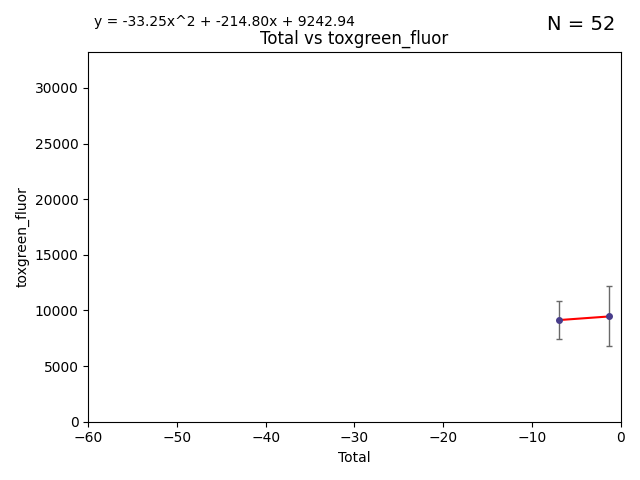 y = -33.25x^2 + -214.80x + 9242.94
N = 52
Total vs toxgreen_fluor
30000
25000
20000
15000
10000
5000
0
toxgreen_fluor
−60
−50
−40
−30
−20
−10
0
Total